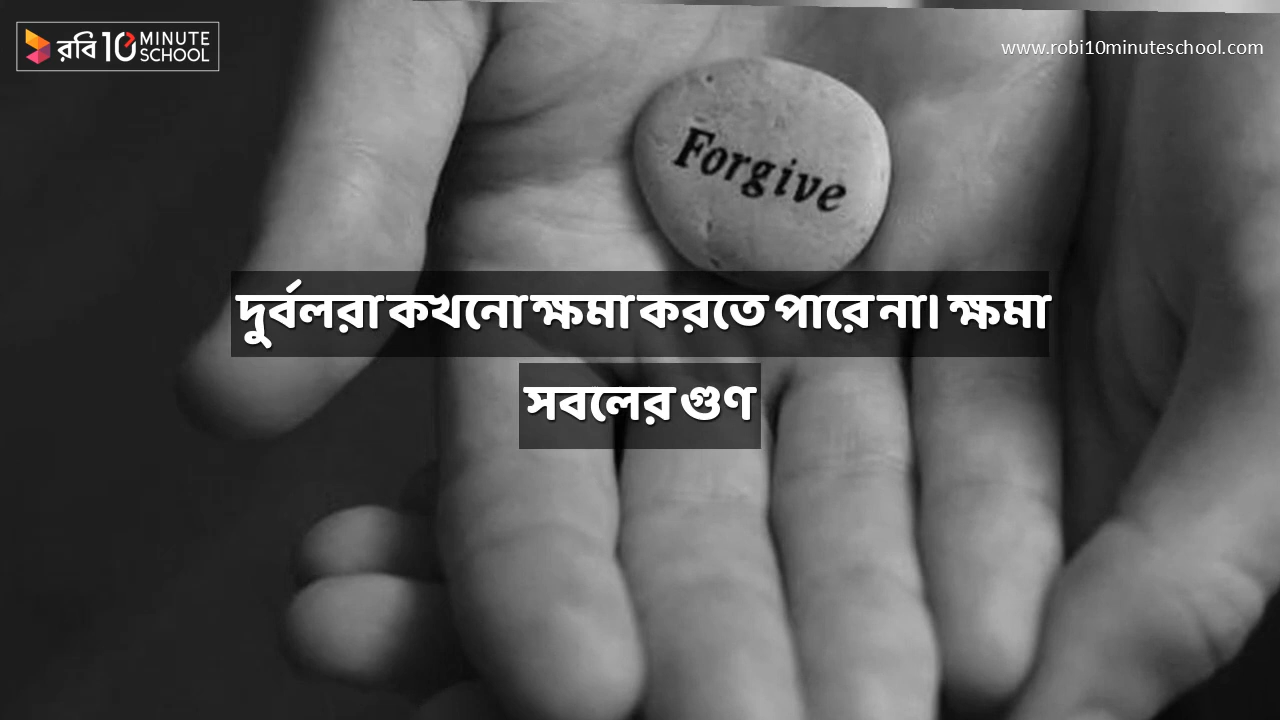 রবি 10 MINUTE SCHOOL
www.robi10minuteschool.com
Forgive
দুর্বলরা কখনো ক্ষমা করতে পারে না। ক্ষমা
সবলের গুণ